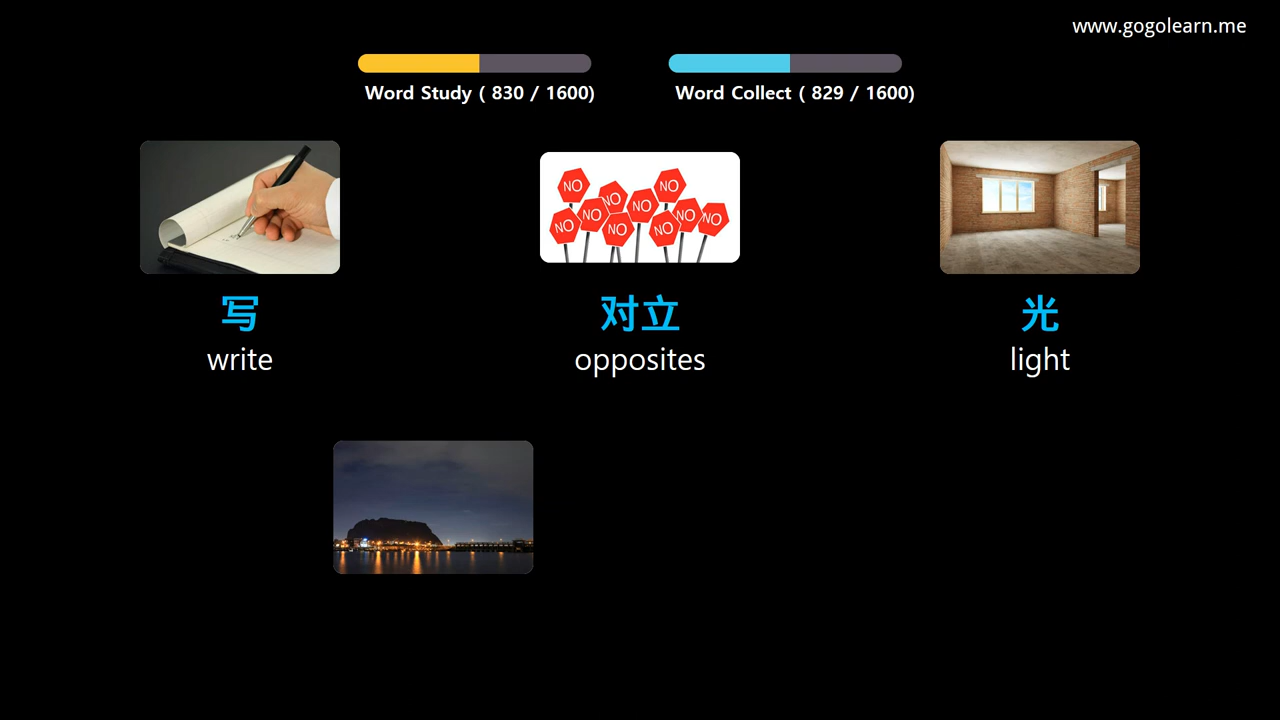 www.gogolearn.me
Word Study ( 830 / 1600)
Word Collect ( 829 / 1600)
NO
NO
NO
NO
NO
NO
NO
NO
NO
NO
写
对立
光
write
opposites
light